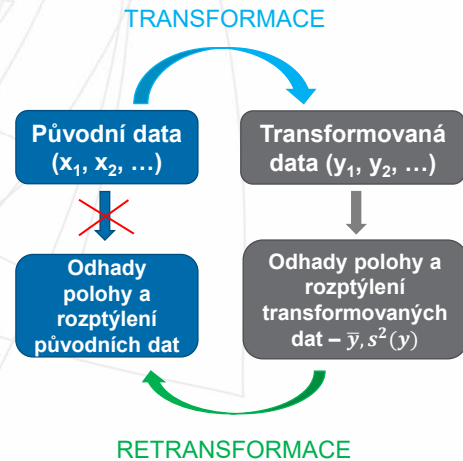 TRANSFORMACE
Původní data
(x₁, x₂, …)
Transformovaná
data (y₁, y₂, …)
Odhady
polohy a
rozptýlení
původních dat
Odhady polohy a
rozptýlení
transformovaných
dat – ȳ, s²(y)
RETRANSFORMACE